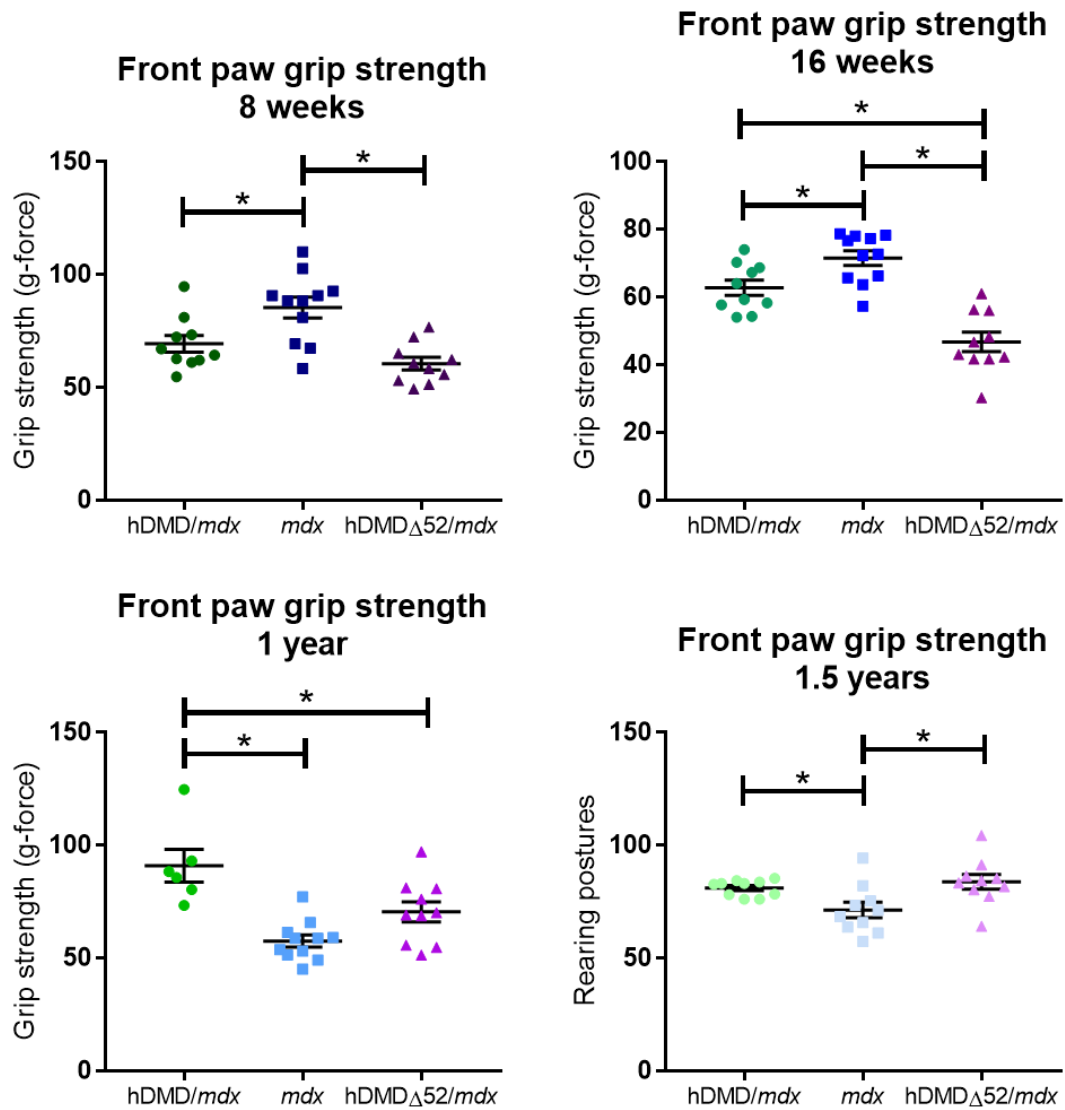 Front paw grip strength
8 weeks
*
*
Grip strength (g-force)
150
100
50
0
hDMD/mdx mdx hDMDΔ52/mdx
Front paw grip strength
16 weeks
*
*
*
Grip strength (g-force)
100
80
60
40
20
0
hDMD/mdx mdx hDMDΔ52/mdx
Front paw grip strength
1 year
*
*
Grip strength (g-force)
150
100
50
0
hDMD/mdx mdx hDMDΔ52/mdx
Front paw grip strength
1.5 years
*
*
Rearing postures
150
100
50
0
hDMD/mdx mdx hDMDΔ52/mdx